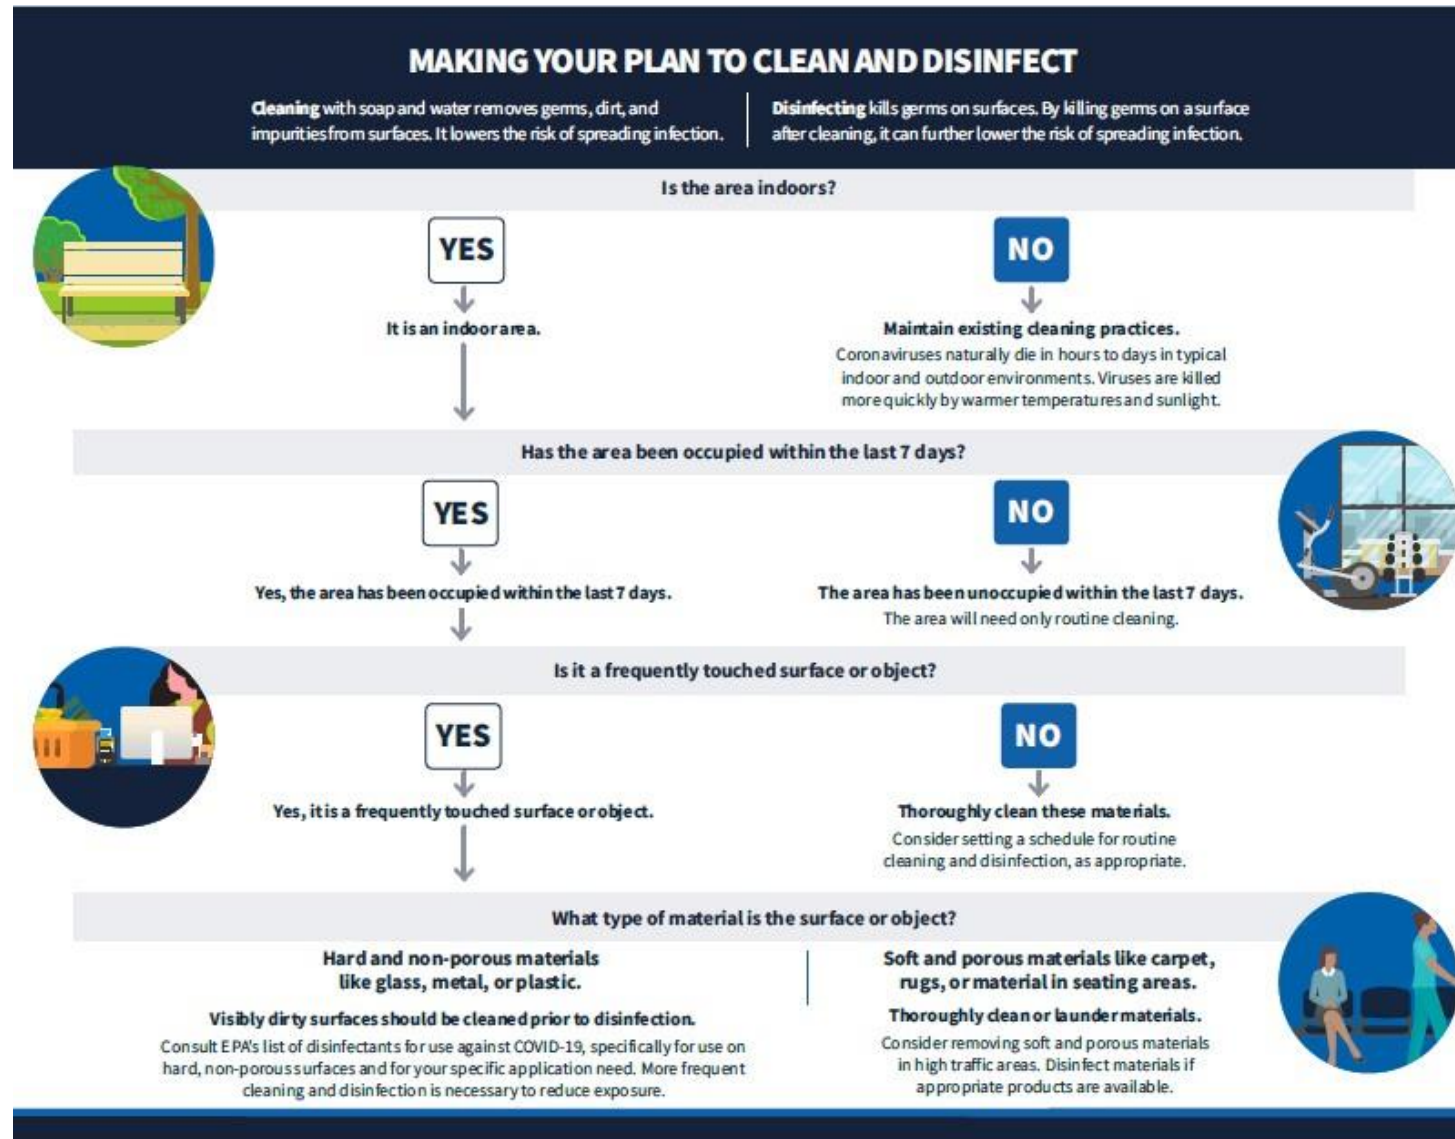 MAKING YOUR PLAN TO CLEAN AND DISINFECT
Cleaning with soap and water removes germs, dirt, and
impurities from surfaces. It lowers the risk of spreading infection.
Disinfecting kills germs on surfaces. By killing germs on a surface
after cleaning, it can further lower the risk of spreading infection.
Is the area indoors?
YES
It is an indoor area.
NO
Maintain existing cleaning practices.
Coronaviruses naturally die in hours to days in typical
indoor and outdoor environments. Viruses are killed
more quickly by warmer temperatures and sunlight.
Has the area been occupied within the last 7 days?
YES
Yes, the area has been occupied within the last 7 days.
NO
The area has been unoccupied within the last 7 days.
The area will need only routine cleaning.
Is it a frequently touched surface or object?
YES
Yes, it is a frequently touched surface or object.
NO
Thoroughly clean these materials.
Consider setting a schedule for routine
cleaning and disinfection, as appropriate.
What type of material is the surface or object?
Hard and non-porous materials
like glass, metal, or plastic.
Visibly dirty surfaces should be cleaned prior to disinfection.
Consult EPA's list of disinfectants for use against COVID-19, specifically for use on
hard, non-porous surfaces and for your specific application need. More frequent
cleaning and disinfection is necessary to reduce exposure.
Soft and porous materials like carpet,
rugs, or material in seating areas.
Thoroughly clean or launder materials.
Consider removing soft and porous materials
in high traffic areas. Disinfect materials if
appropriate products are available.